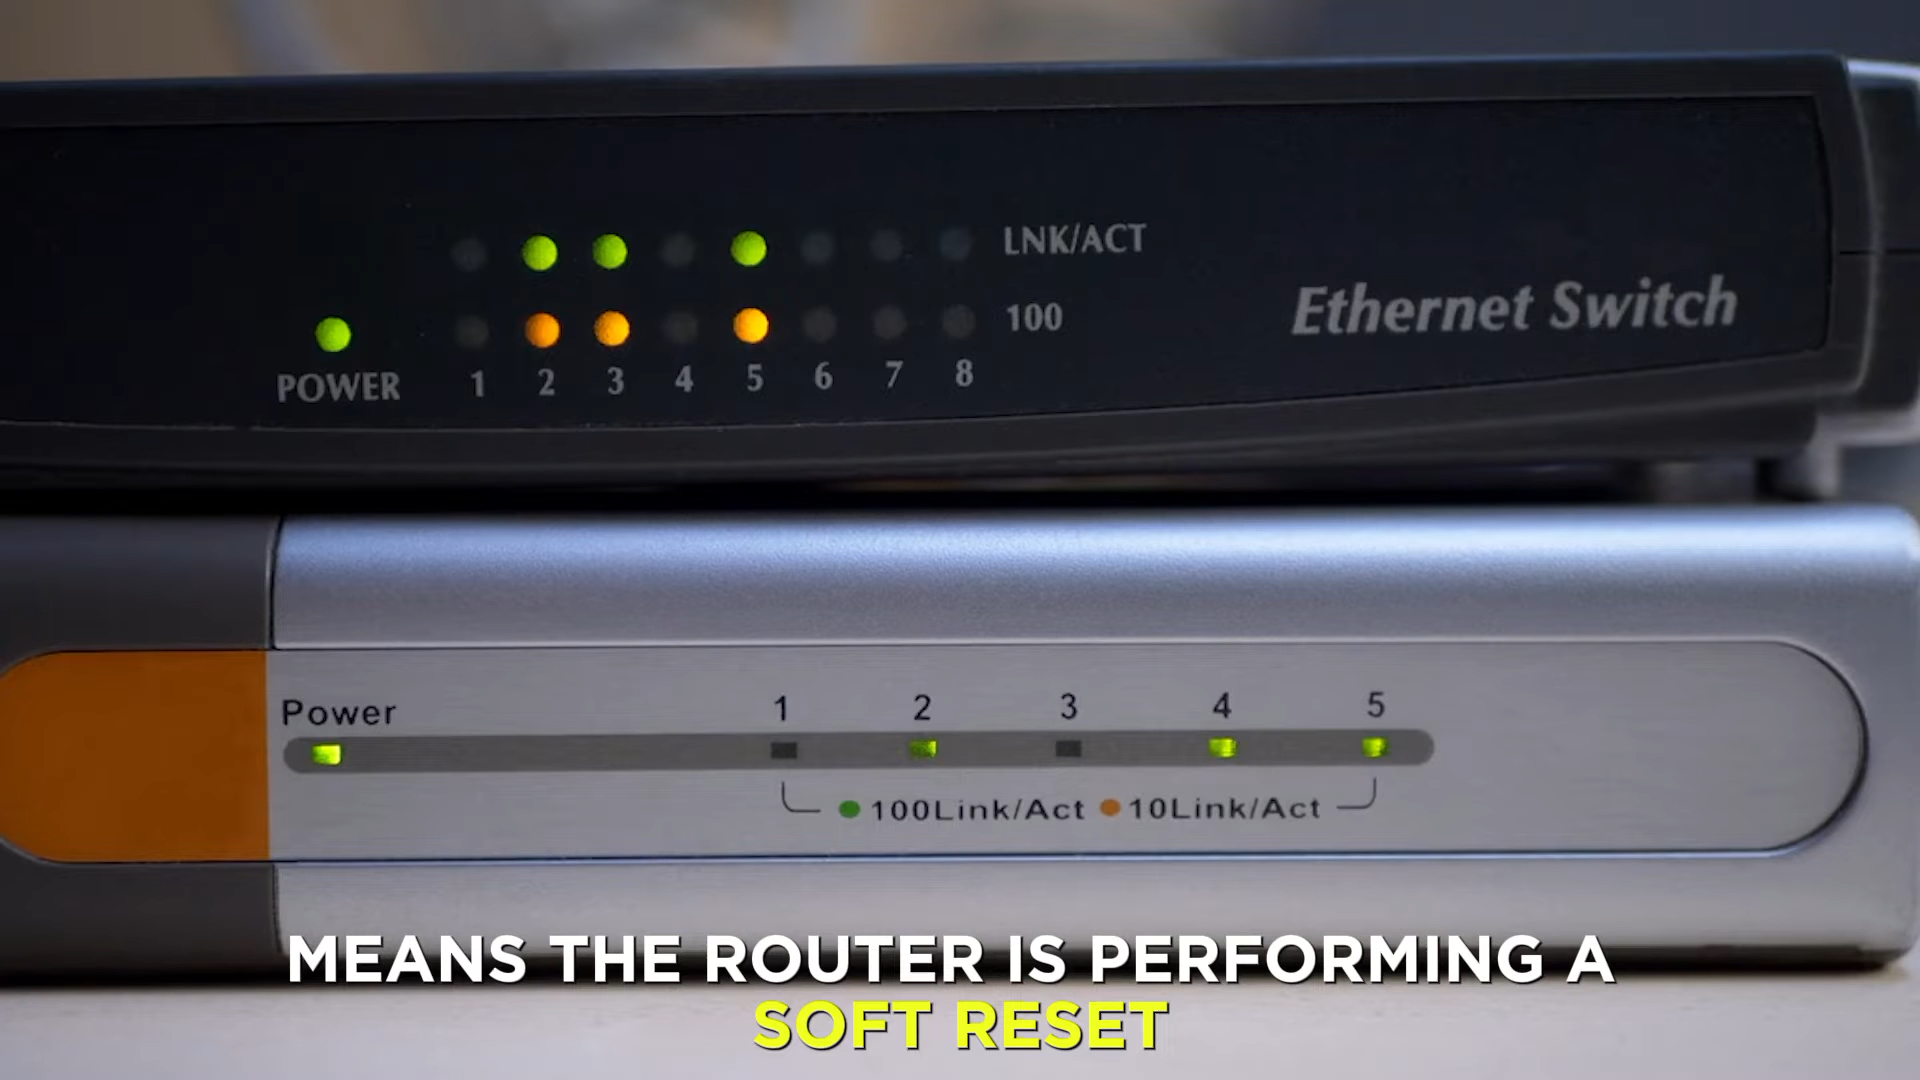 LNK/ACT
100
Ethernet Switch
POWER 1 2 3 4 5 6 7 8
Power 1 2 3 4 5
100Link/Act 10Link/Act
MEANS THE ROUTER IS PERFORMING A
SOFT RESET